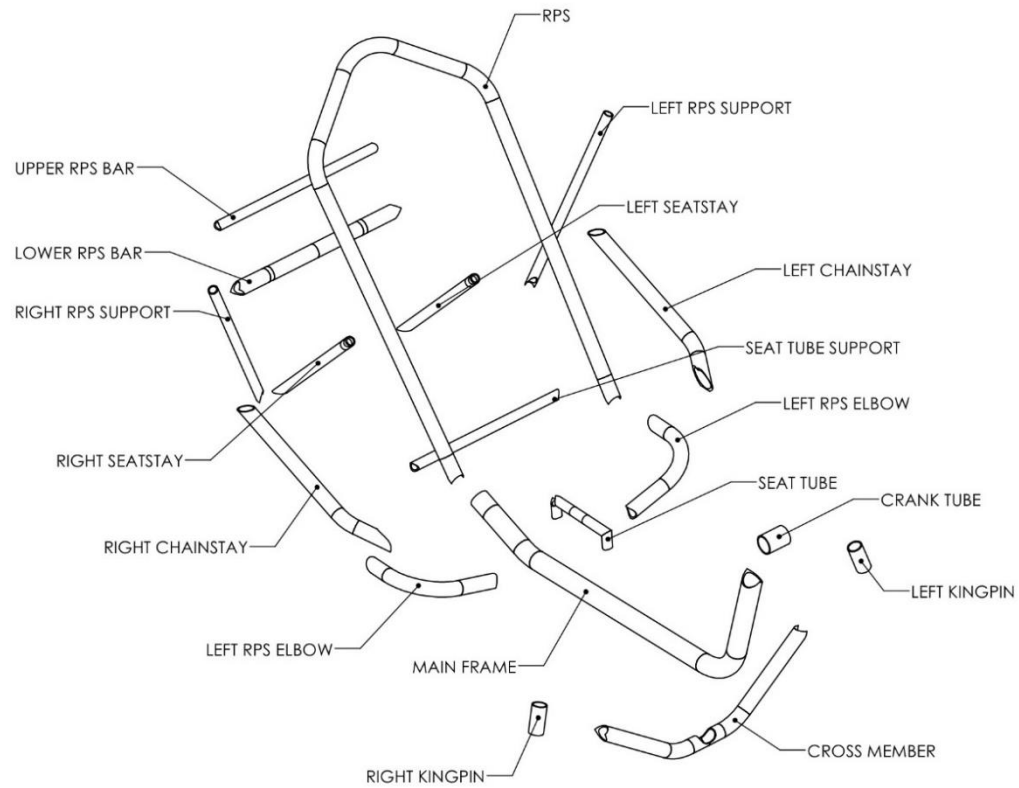 RPS
LEFT RPS SUPPORT
UPPER RPS BAR
LEFT SEATSTAY
LOWER RPS BAR
LEFT CHAINSTAY
RIGHT RPS SUPPORT
SEAT TUBE SUPPORT
LEFT RPS ELBOW
RIGHT SEATSTAY
SEAT TUBE
CRANK TUBE
RIGHT CHAINSTAY
LEFT KINGPIN
LEFT RPS ELBOW
MAIN FRAME
CROSS MEMBER
RIGHT KINGPIN